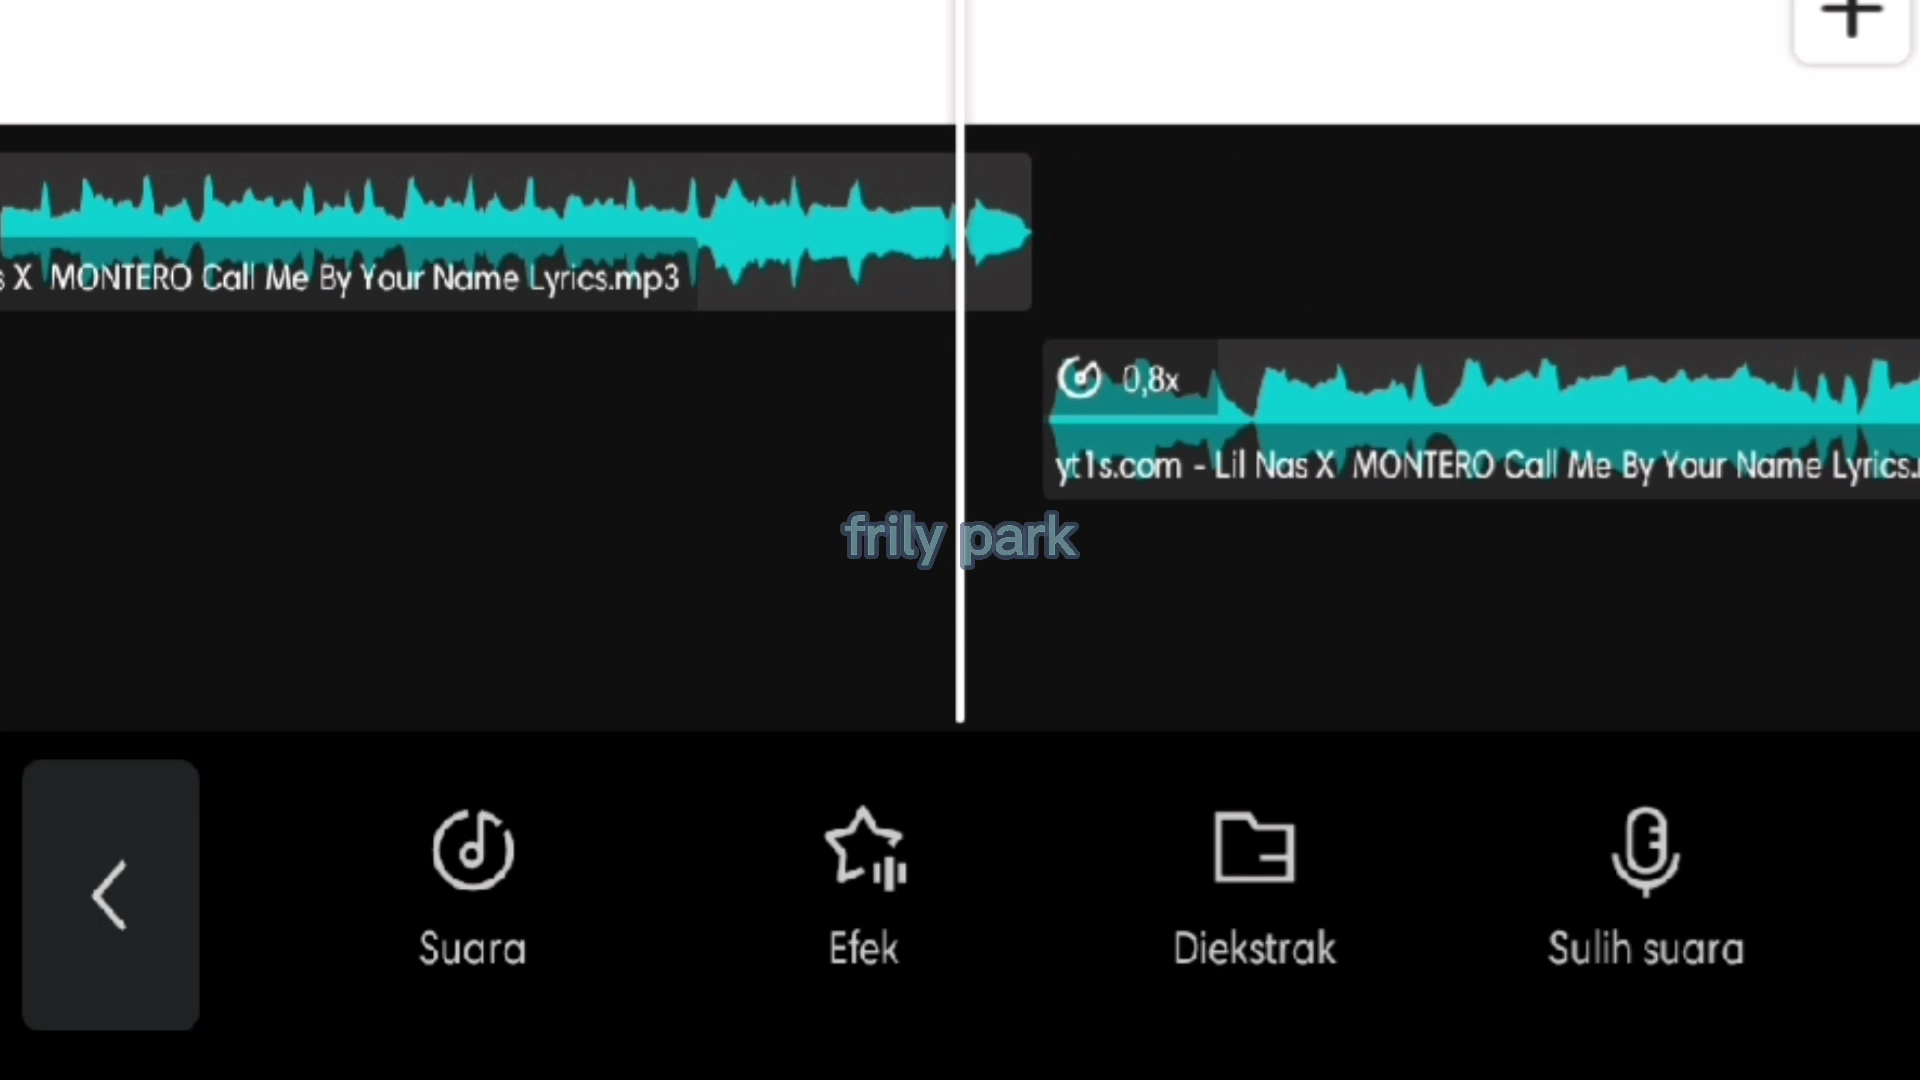 X MONTERO Call Me By Your Name Lyrics.mp3
0,8x
yt1s.com - Lil Nas X MONTERO Call Me By Your Name Lyrics.
frily park
Suara
Efek
Diekstrak
Sulih suara